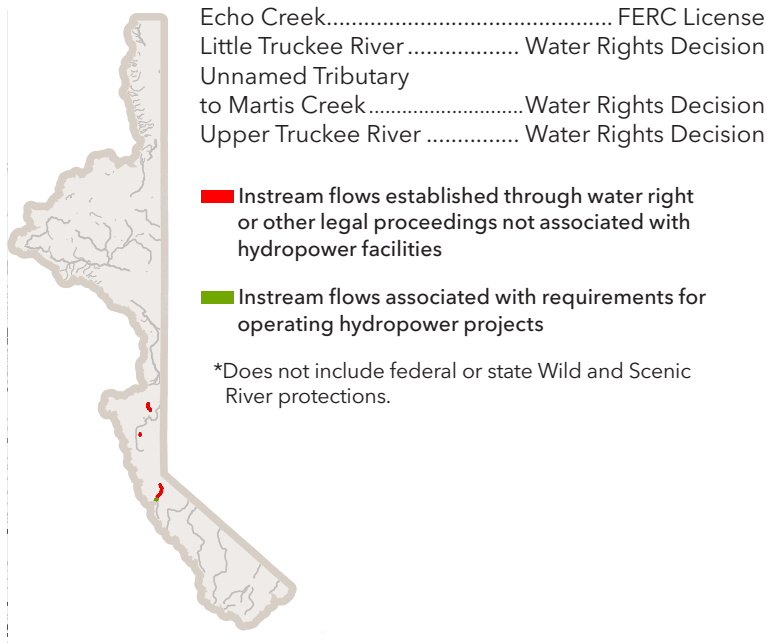 Echo Creek............................................ FERC License
Little Truckee River................. Water Rights Decision
Unnamed Tributary
to Martis Creek...........................Water Rights Decision
Upper Truckee River ............... Water Rights Decision
Instream flows established through water right
or other legal proceedings not associated with
hydropower facilities
Instream flows associated with requirements for
operating hydropower projects
*Does not include federal or state Wild and Scenic
River protections.